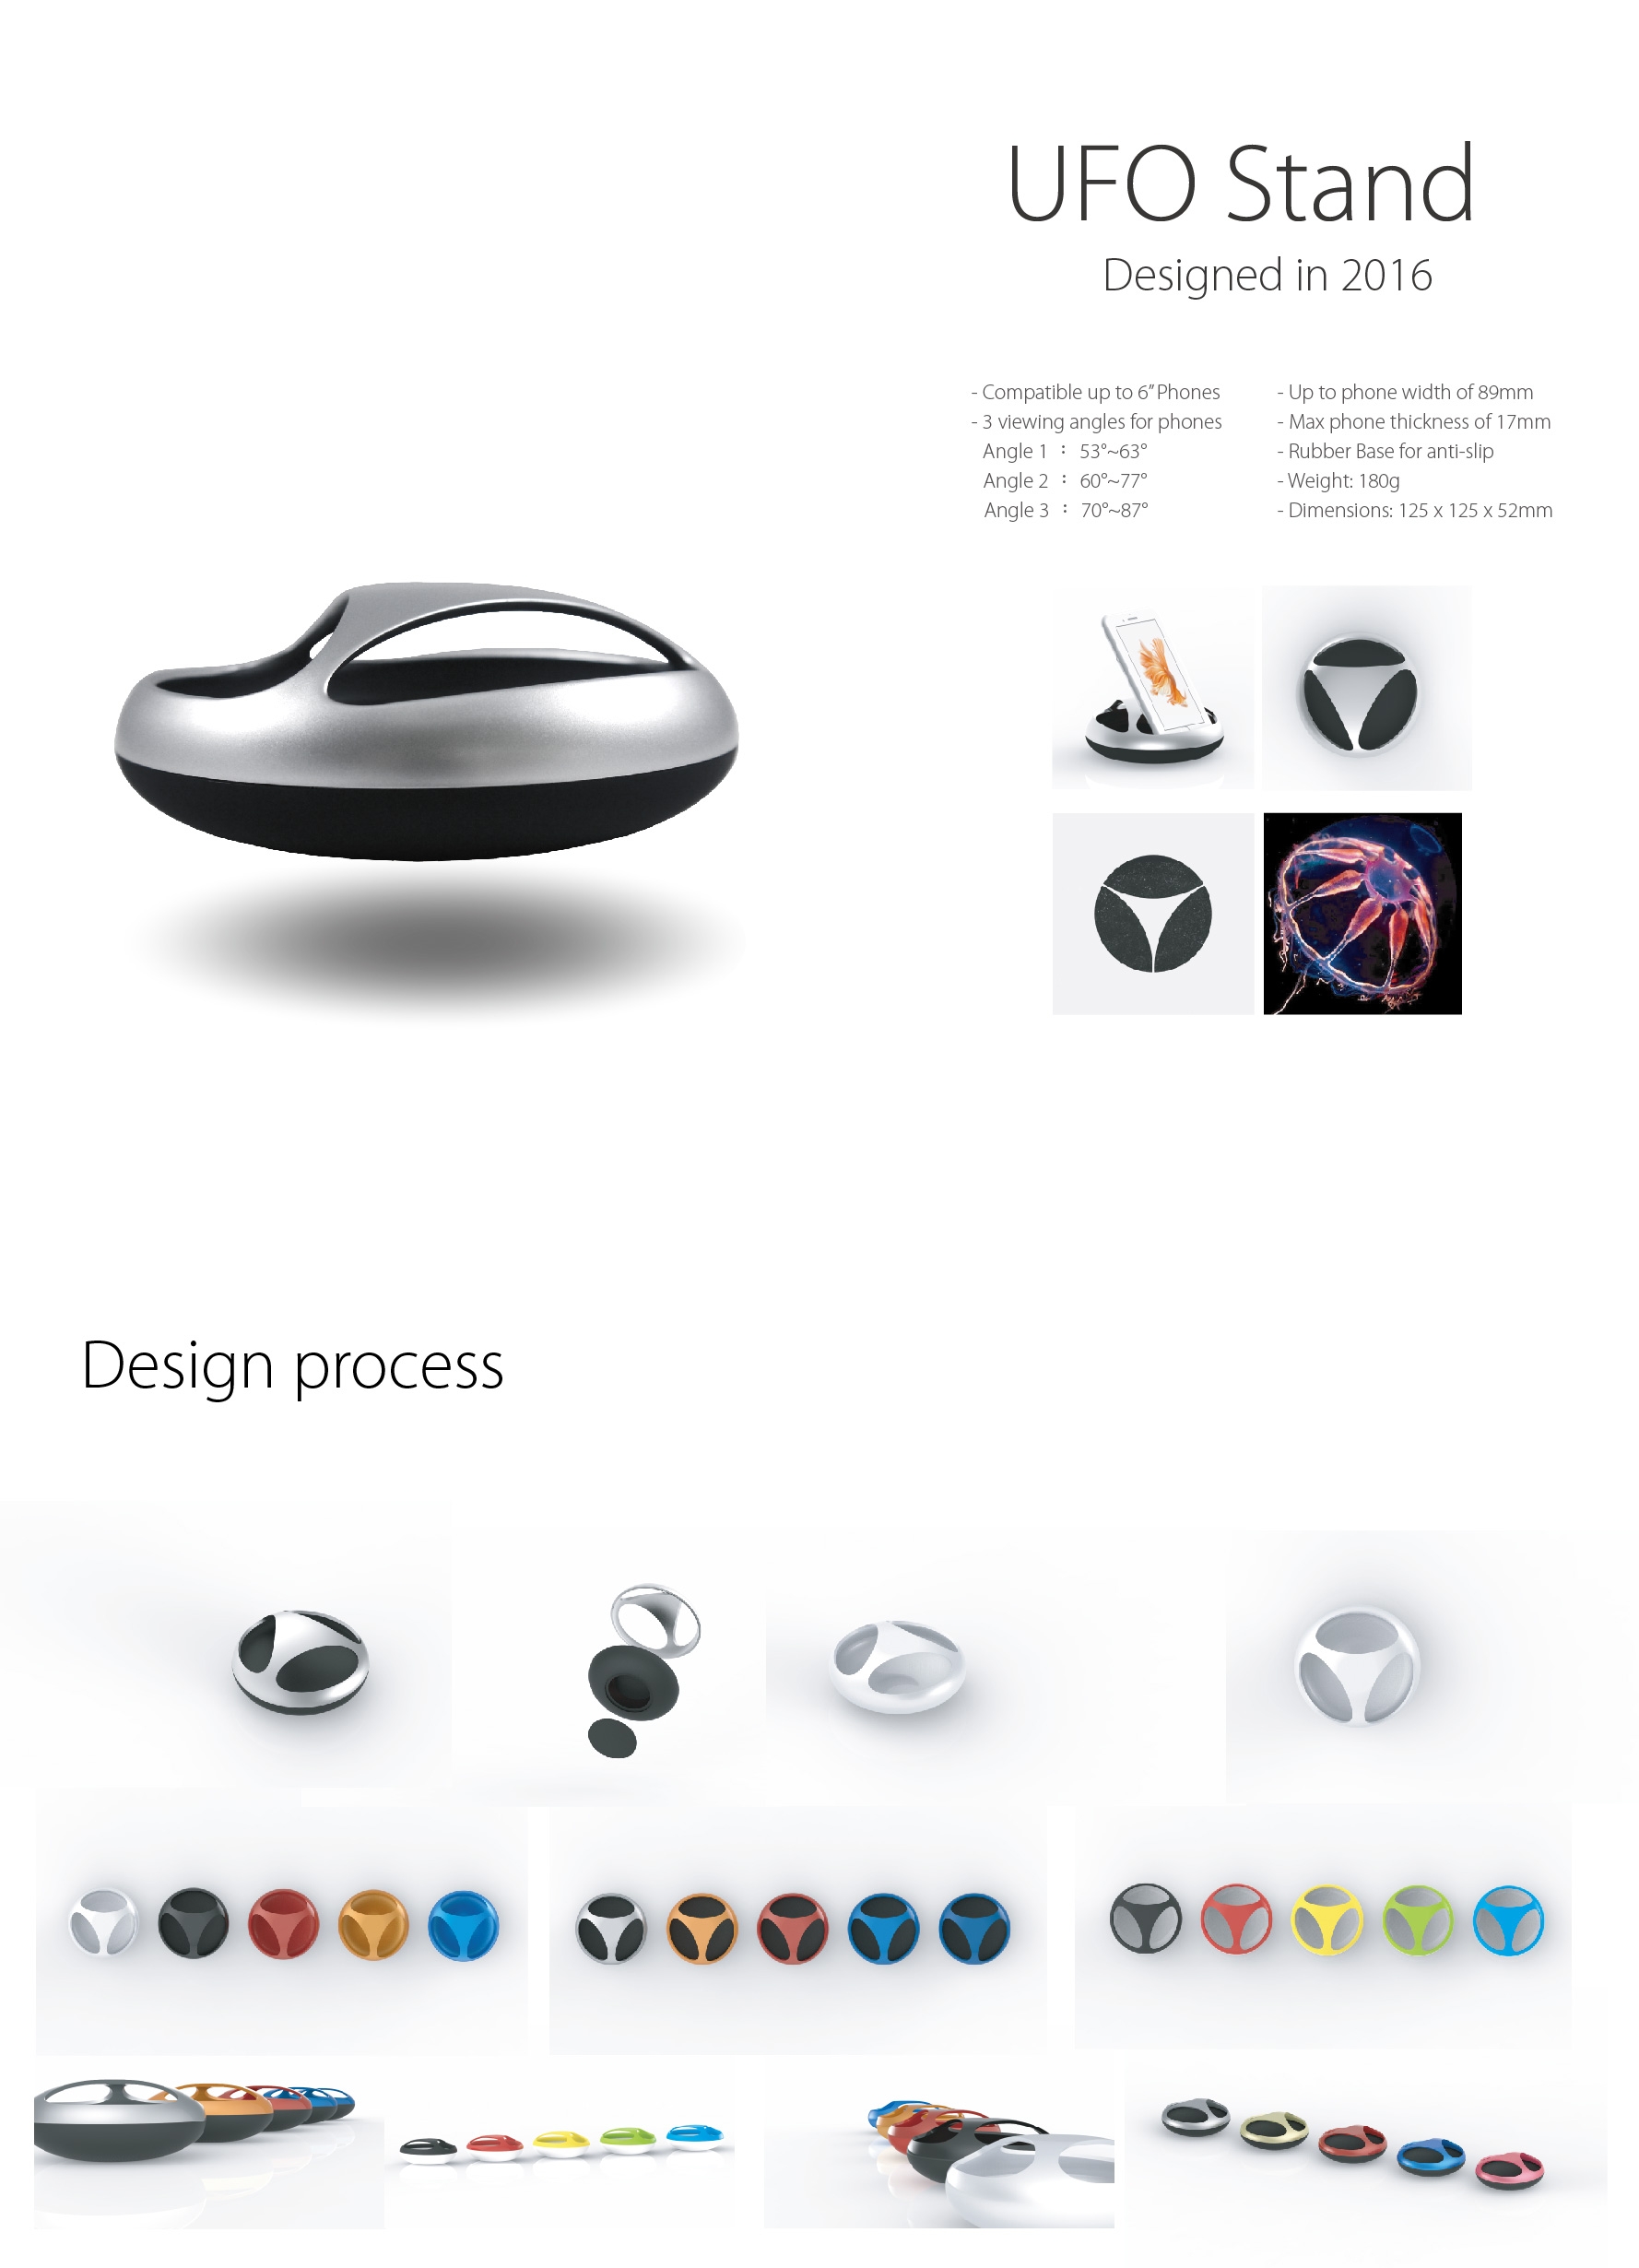 UFO Stand
Designed in 2016
- Compatible up to 6” Phones
- 3 viewing angles for phones
Angle 1 : 53°~63°
Angle 2 : 60°~77°
Angle 3 : 70°~87°
- Up to phone width of 89mm
- Max phone thickness of 17mm
- Rubber Base for anti-slip
- Weight: 180g
- Dimensions: 125 x 125 x 52mm
Design process